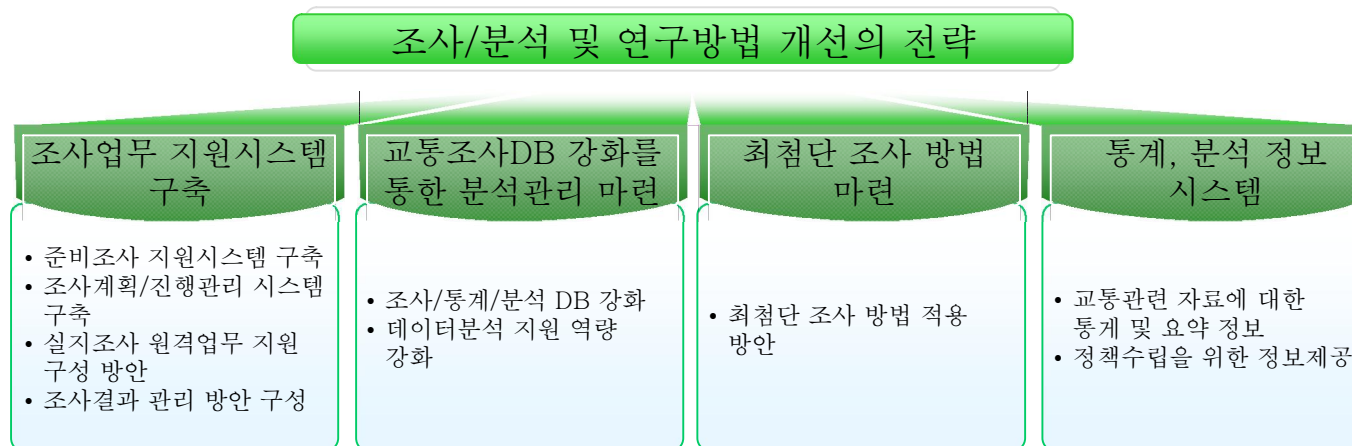 조사/분석 및 연구방법 개선의 전략
조사업무 지원시스템
구축
• 준비조사 지원시스템 구축
• 조사계획/진행관리 시스템
구축
• 실지조사 원격업무 지원
구성 방안
• 조사결과 관리 방안 구성
교통조사DB 강화를
통한 분석관리 마련
• 조사/통계/분석 DB 강화
• 데이터분석 지원 역량
강화
최첨단 조사 방법
마련
• 최첨단 조사 방법 적용
방안
통계, 분석 정보
시스템
• 교통관련 자료에 대한
통계 및 요약 정보
• 정책수립을 위한 정보제공